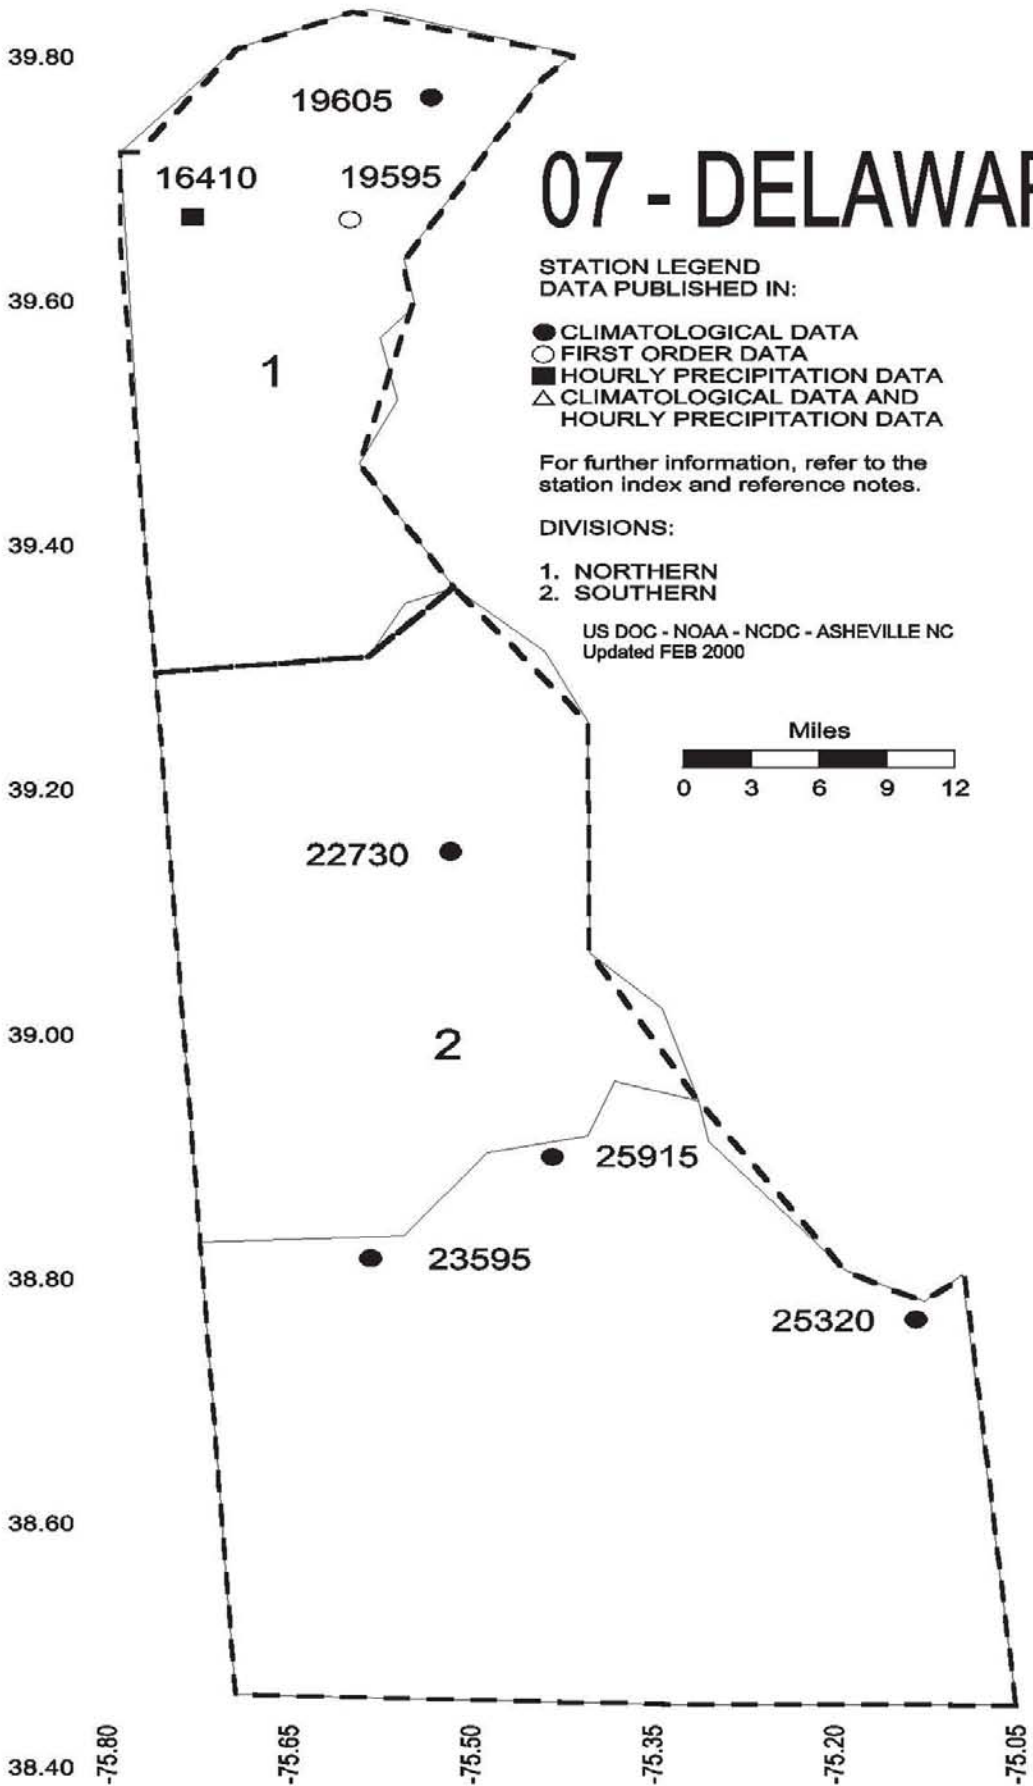 39.80
19605
16410 19595
07 - DELAWAR
STATION LEGEND
DATA PUBLISHED IN:
39.60
CLIMATOLOGICAL DATA
FIRST ORDER DATA
1
HOURLY PRECIPITATION DATA
CLIMATOLOGICAL DATA AND
HOURLY PRECIPITATION DATA
For further information, refer to the
station index and reference notes.
DIVISIONS:
39.40
1. NORTHERN
2. SOUTHERN
US DOC - NOAA - NCDC - ASHEVILLE NC
Updated FEB 2000
Miles
0 3 6 9 12
39.20
22730
39.00
2
25915
23595
38.80
25320
38.60
38.40
-75.80
-75.65
-75.50
-75.35
-75.20
-75.05